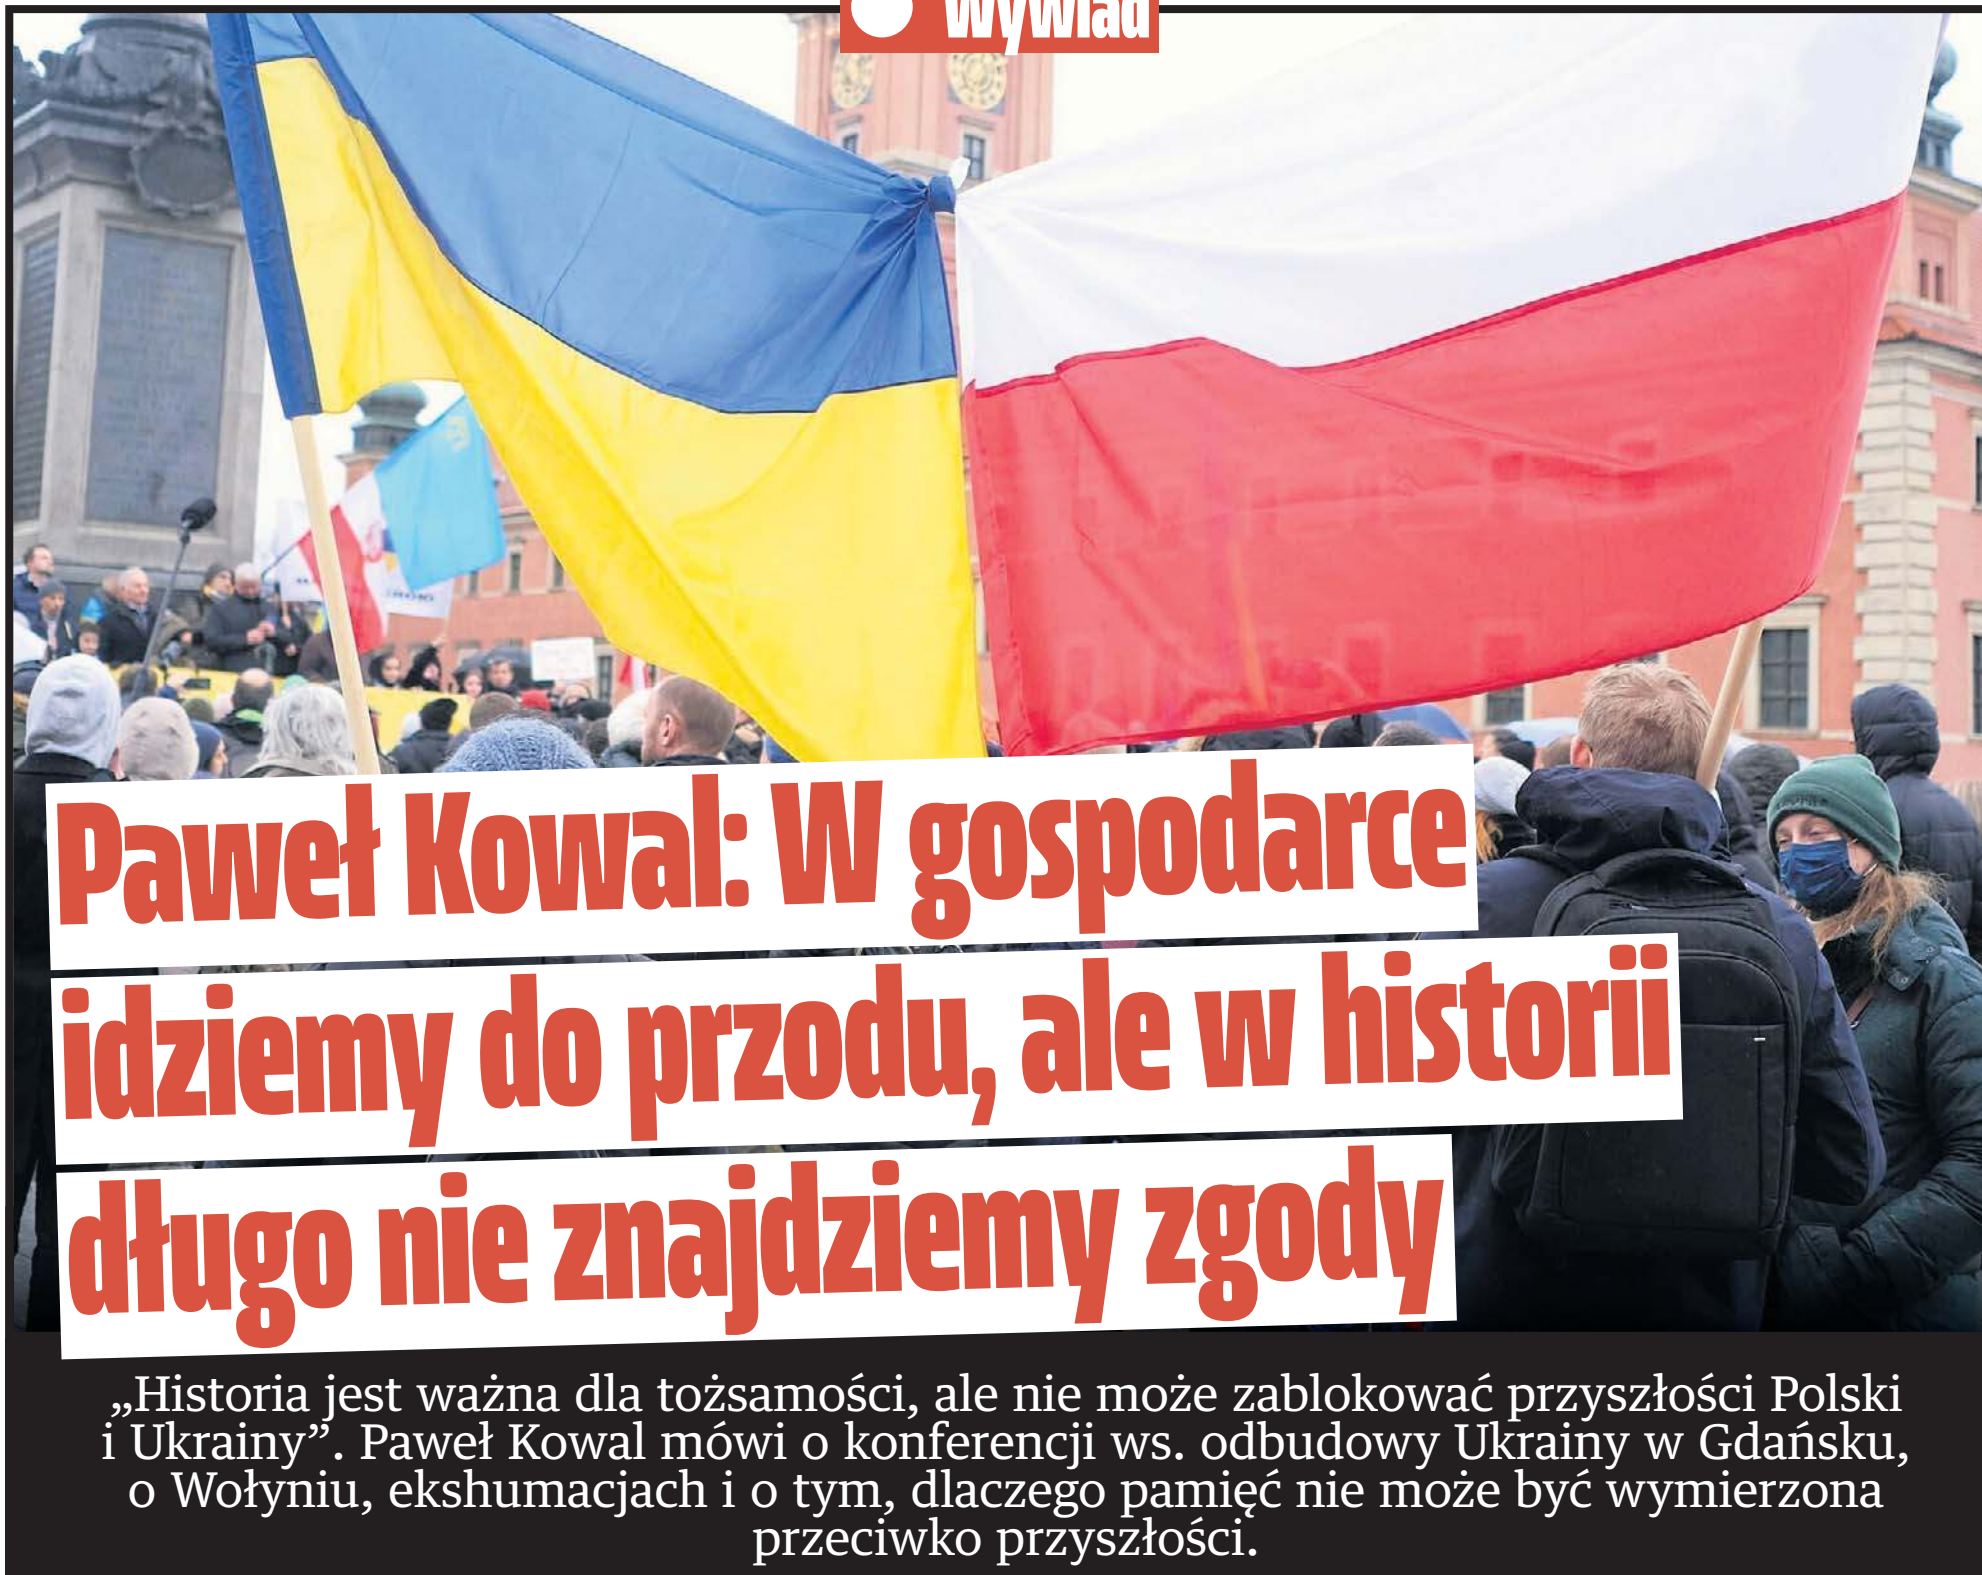 Wywiad
Paweł Kowal: W gospodarce
idziemy do przodu, ale w historii
długo nie znajdziemy zgody
„Historia jest ważna dla tożsamości, ale nie może zablokować przyszłości Polski
i Ukrainy”. Paweł Kowal mówi o konferencji ws. odbudowy Ukrainy w Gdańsku,
o Wołyniu, ekshumacjach i o tym, dlaczego pamięć nie może być wymierzona
przeciwko przyszłości.